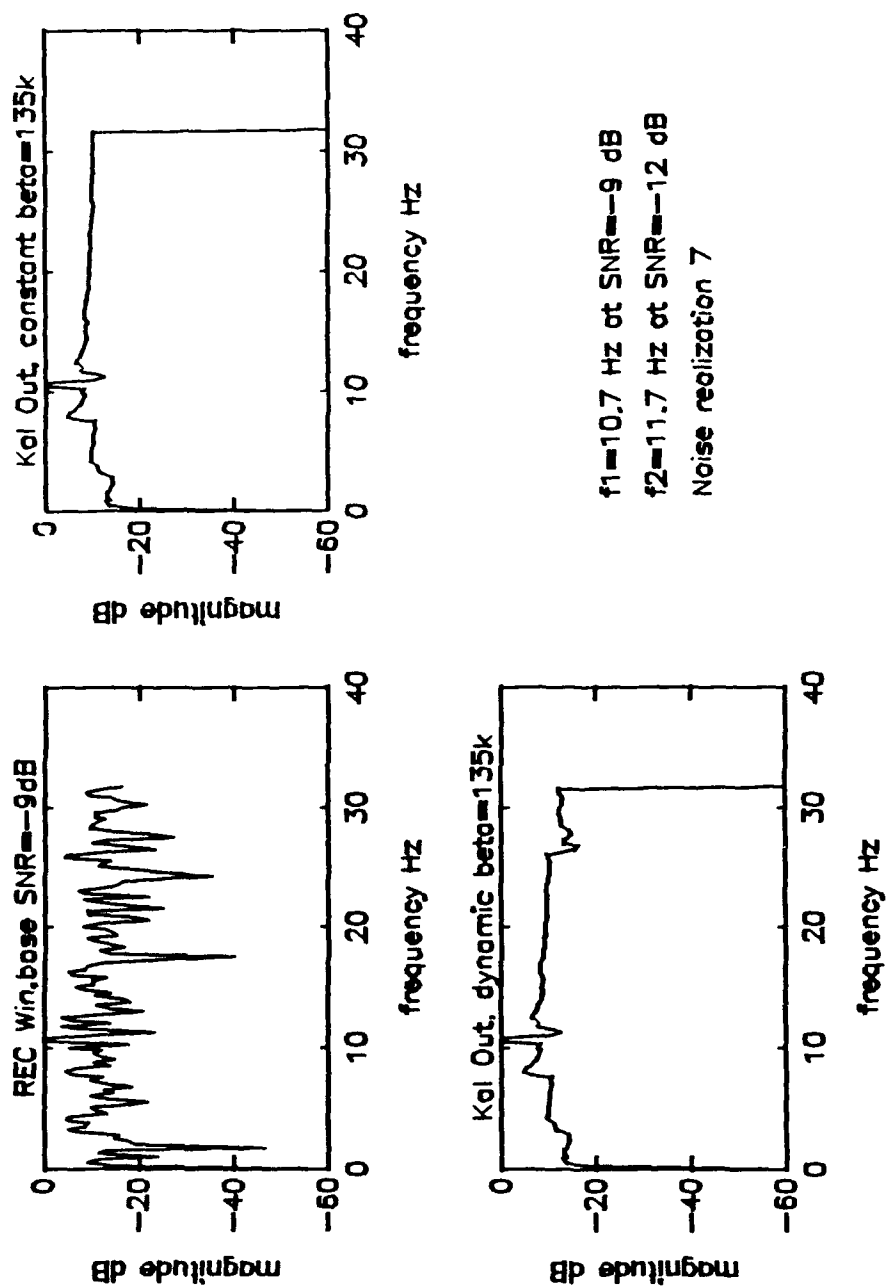 REC Win,base SNR=-9dB
magnitude dB
0
-20
-40
-60
0
10
20
30
40
frequency Hz
Kal Out, constant beta=135k
magnitude dB
0
-20
-40
-60
0
10
20
30
40
frequency Hz
Kal Out, dynamic beta=135k
magnitude dB
0
-20
-40
-60
0
10
20
30
40
frequency Hz
f1=10.7 Hz at SNR=-9 dB
f2=11.7 Hz at SNR=-12 dB
Noise realization 7